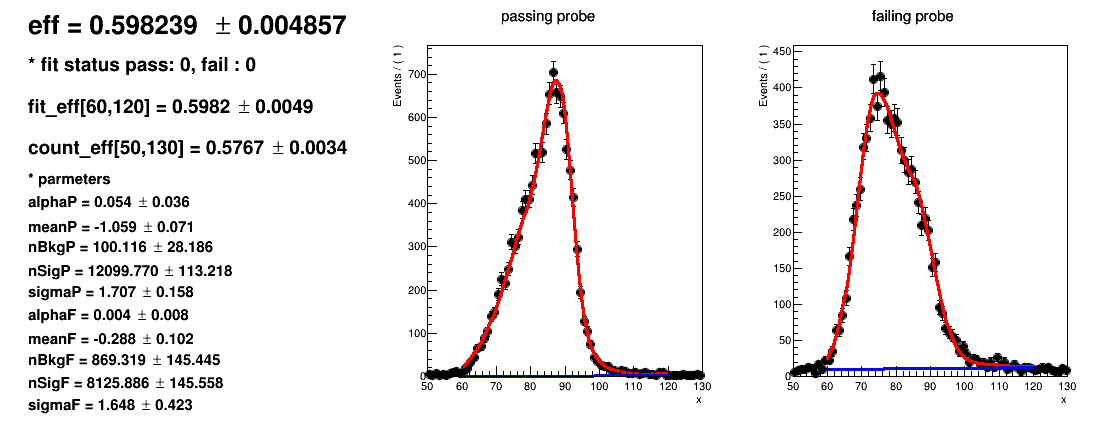 eff = 0.598239 ± 0.004857
* fit status pass: 0, fail : 0
fit_eff[60,120] = 0.5982 ± 0.0049
count_eff[50,130] = 0.5767 ± 0.0034
* parmeters
alphaP = 0.054 ± 0.036
meanP = -1.059 ± 0.071
nBkgP = 100.116 ± 28.186
nSigP = 12099.770 ± 113.218
sigmaP = 1.707 ± 0.158
alphaF = 0.004 ± 0.008
meanF = -0.288 ± 0.102
nBkgF = 869.319 ± 145.445
nSigF = 8125.886 ± 145.558
sigmaF = 1.648 ± 0.423
passing probe
Events / ( 1 )
700
600
500
400
300
200
100
0
50 60 70 80 90 100 110 120 130
x
failing probe
Events / ( 1 )
450
400
350
300
250
200
150
100
50
0
50 60 70 80 90 100 110 120 130
x